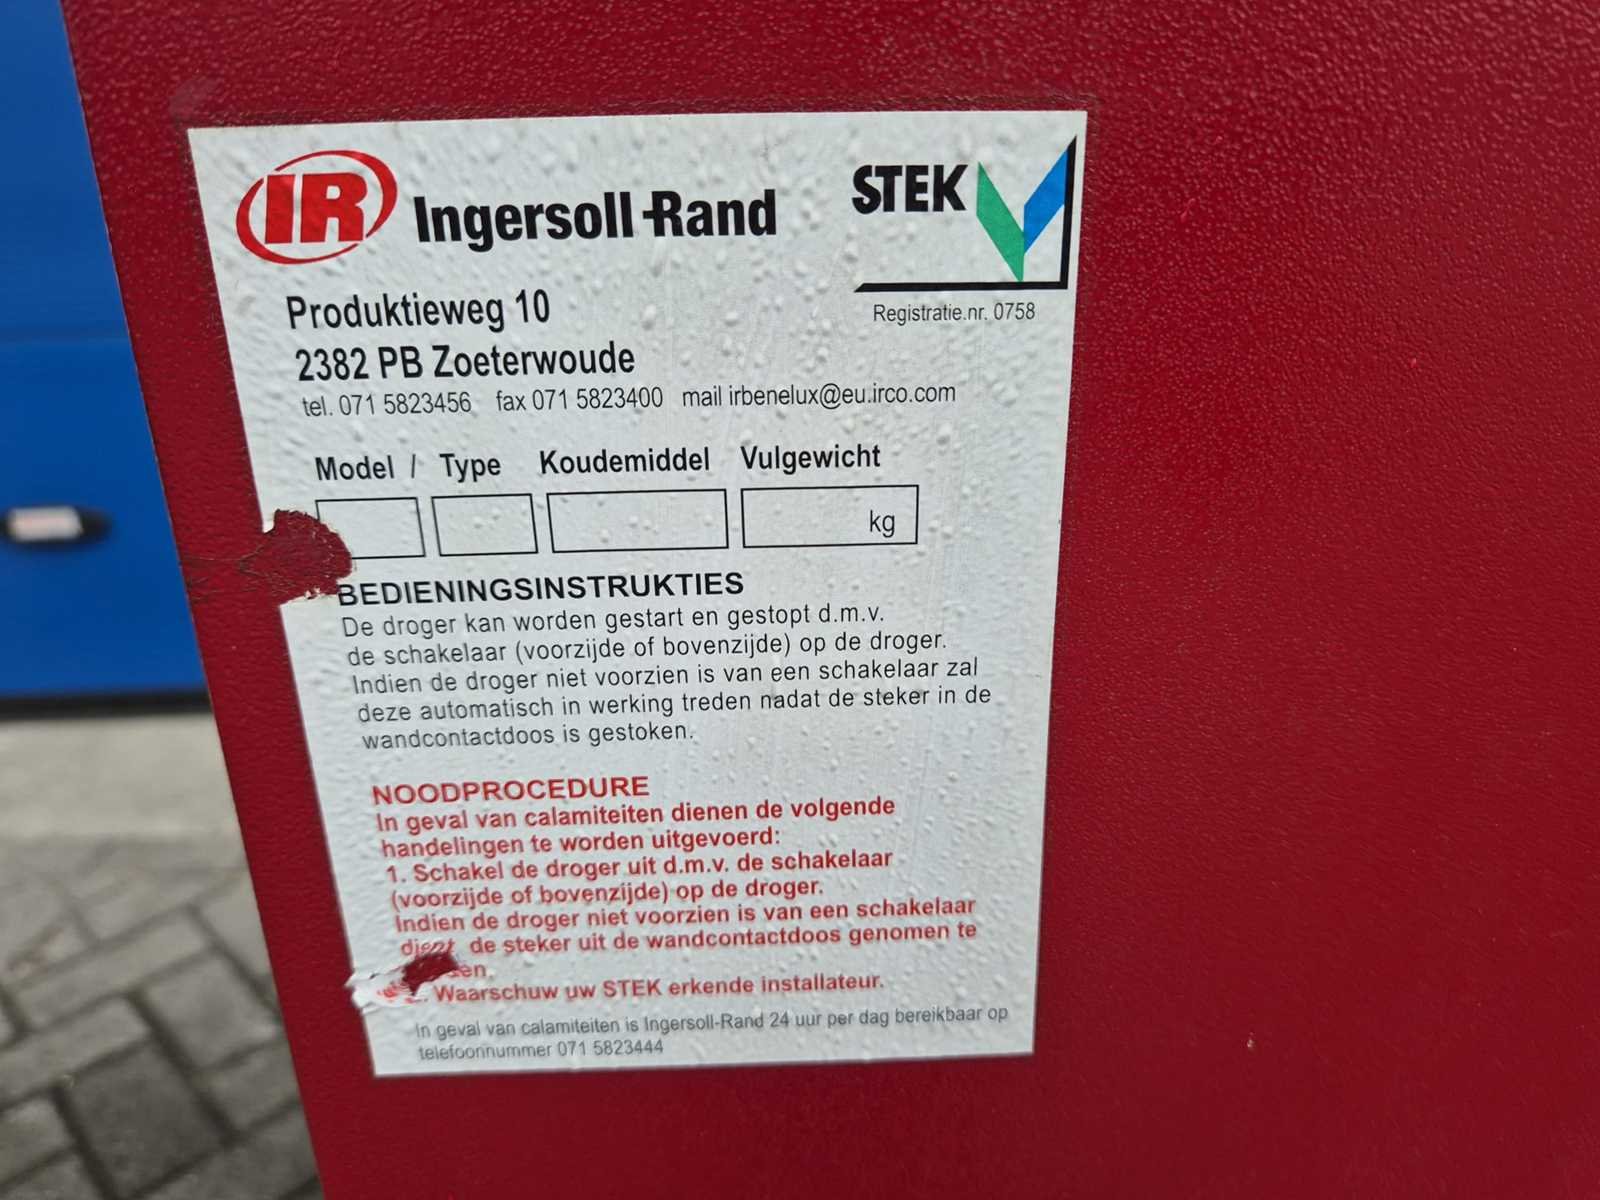 IR Ingersoll-Rand
STEK
Registratie.nr. 0758
Produktieweg 10
2382 PB Zoeterwoude
tel. 071 5823456 fax 071 5823400 mail irbenelux@eu.irco.com
Model / Type Koudemiddel Vulgewicht
kg
BEDIENINGSINSTRUKTIES
De droger kan worden gestart en gestopt d.m.v.
de schakelaar (voorzijde of bovenzijde) op de droger.
Indien de droger niet voorzien is van een schakelaar zal
deze automatisch in werking treden nadat de steker in de
wandcontactdoos is gestoken.
NOODPROCEDURE
In geval van calamiteiten dienen de volgende
handelingen te worden uitgevoerd:
1. Schakel de droger uit d.m.v. de schakelaar
(voorzijde of bovenzijde) op de droger.
Indien de droger niet voorzien is van een schakelaar
dient de steker uit de wandcontactdoos genomen te
Waarschuw uw STEK erkende installateur.
In geval van calamiteiten is Ingersoll-Rand 24 uur per dag bereikbaar op
telefoonnummer 071 5823444